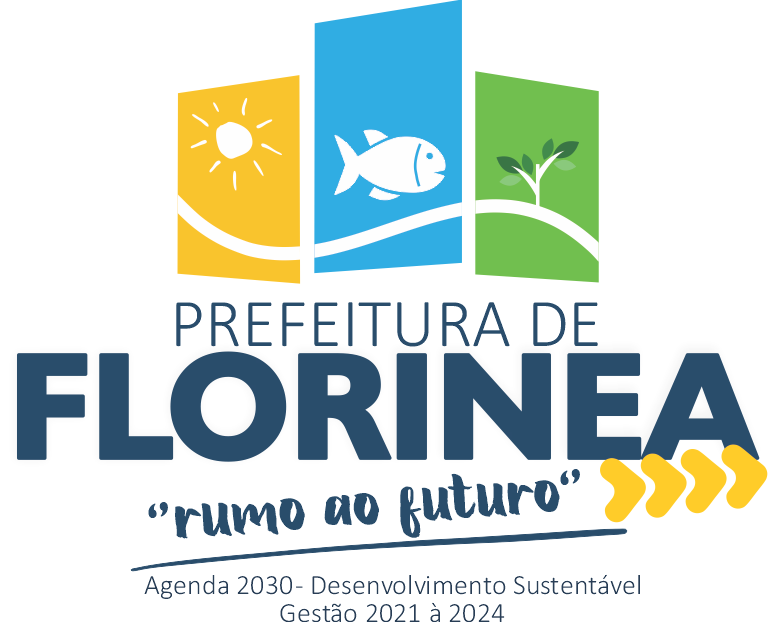 PREFEITURA DE
FLORINEA
‘‘rumo ao futuro‘‘
Agenda 2030- Desenvolvimento Sustentável
Gestão 2021 à 2024